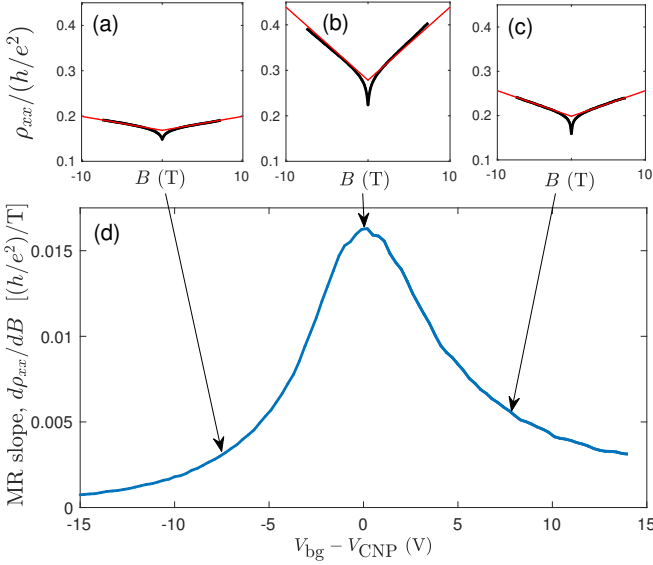 (a) (b) (c)
0.4 0.4 0.4
0.3 0.3 0.3
0.2 0.2 0.2
0.1 0.1 0.1
ρxx/(h/e²)
-10 10 -10 10 -10 10
B (T) B (T) B (T)
(d)
MR slope, dρxx/dB [(h/e²)/T]
0.015
0.01
0.005
0
-15 -10 -5 0 5 10 15
Vbg − VCNP (V)